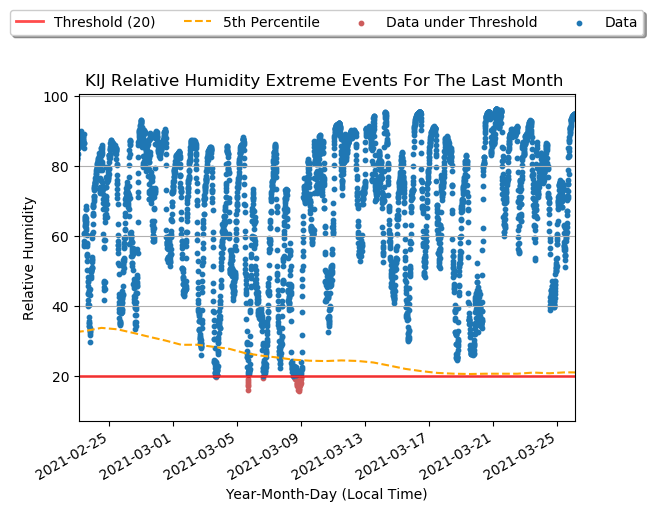 Threshold (20)
5th Percentile
Data under Threshold
Data
KIJ Relative Humidity Extreme Events For The Last Month
Relative Humidity
100
80
60
40
20
2021-02-25
2021-03-01
2021-03-05
2021-03-09
2021-03-13
2021-03-17
2021-03-21
2021-03-25
Year-Month-Day (Local Time)